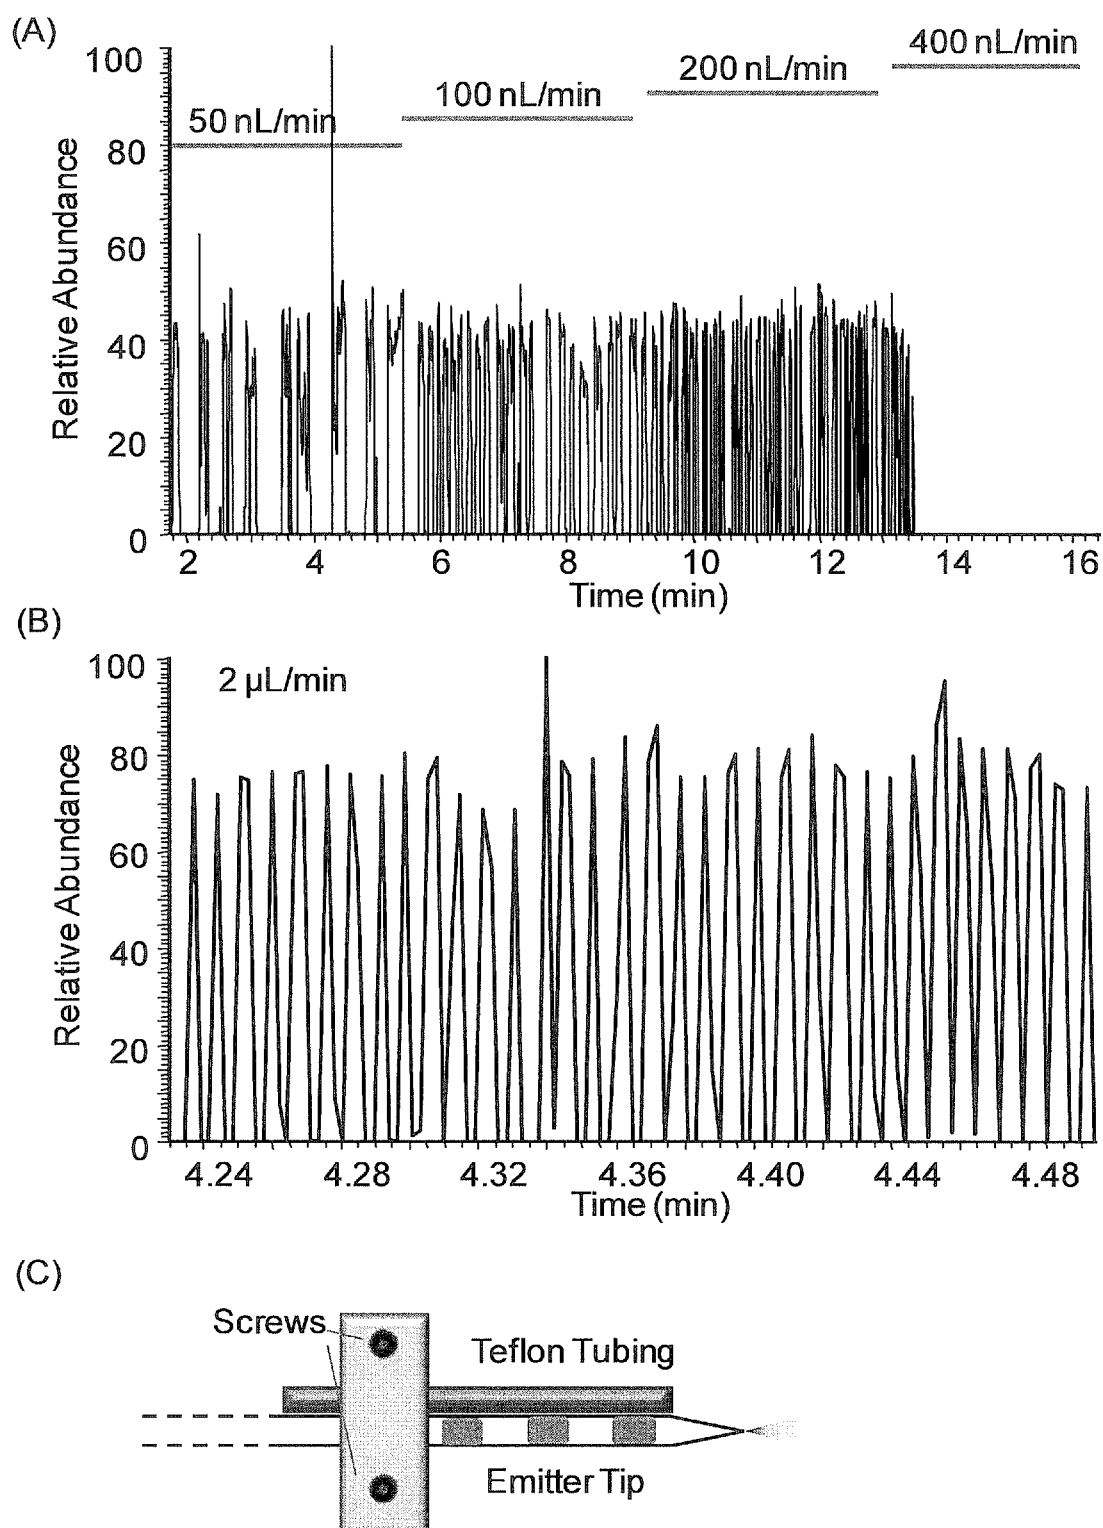 (A)
400 nL/min
200 nL/min
100 nL/min
50 nL/min
Relative Abundance
100
80
60
40
20
0
2 4 6 8 10 12 14 16
Time (min)
(B)
2 µL/min
Relative Abundance
100
80
60
40
20
0
4.24 4.28 4.32 4.36 4.40 4.44 4.48
Time (min)
(C)
Screws
Teflon Tubing
Emitter Tip